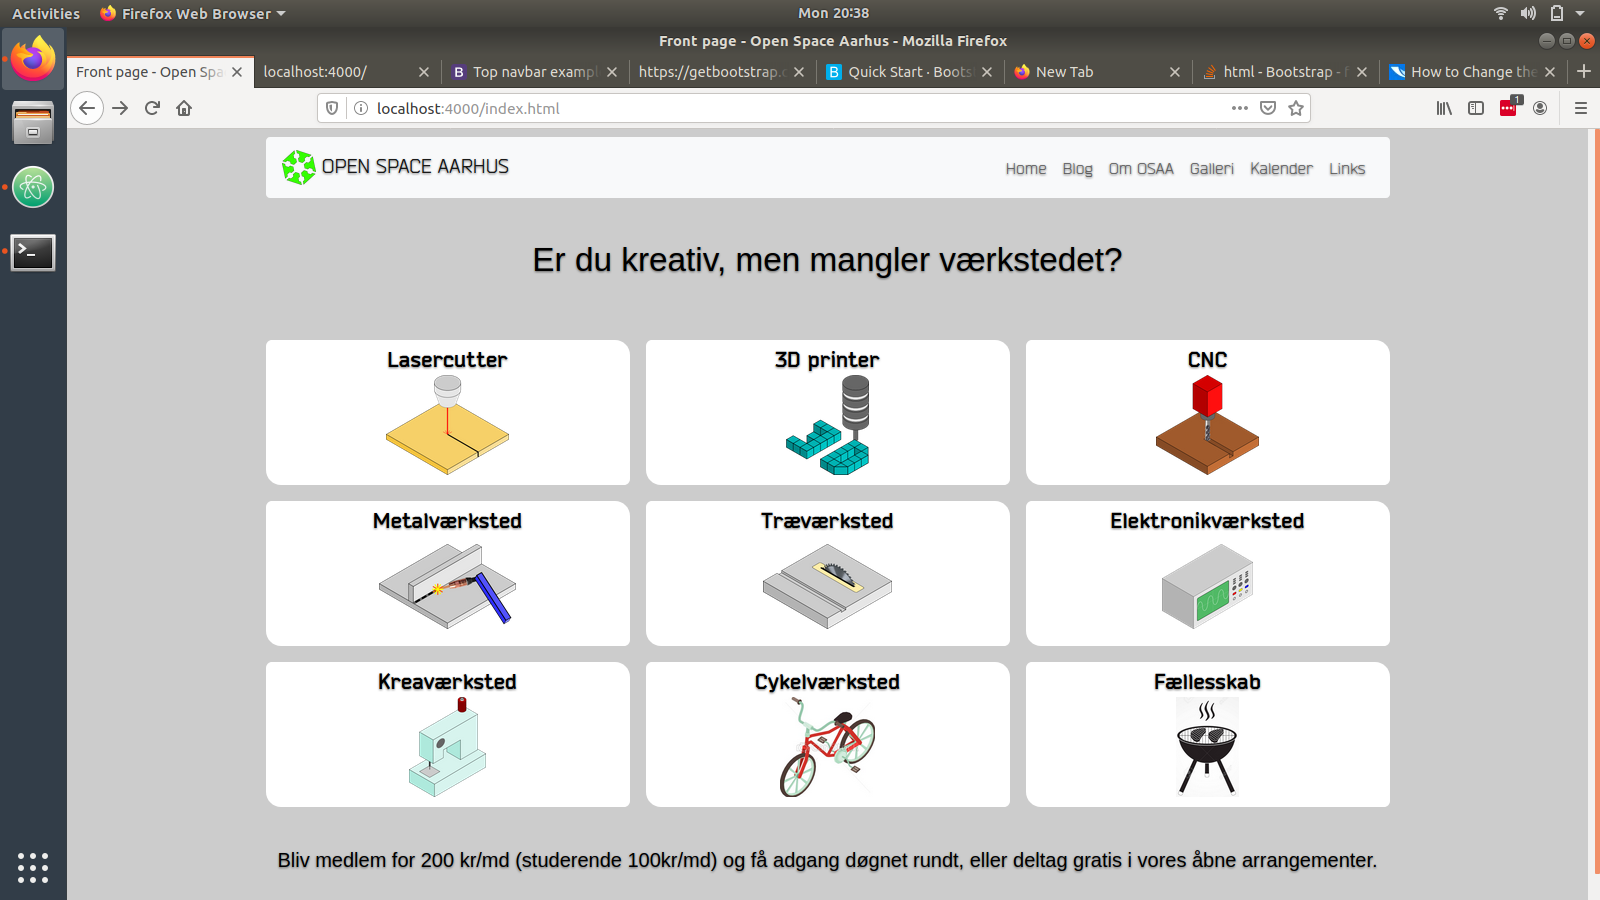 Activities Firefox Web Browser Mon 20:38
Front page - Open Space Aarhus - Mozilla Firefox
Front page - Open Spa localhost:4000/ Top navbar exampl https://getbootstrap.c Quick Start · Boots New Tab html - Bootstrap - f How to Change the
localhost:4000/index.html 1
OPEN SPACE AARHUS Home Blog Om OSAA Galleri Kalender Links
Er du kreativ, men mangler værkstedet?
Lasercutter 3D printer CNC
Metalværksted Træværksted Elektronikværksted
Kreaværksted Cykelværksted Fællesskab
Bliv medlem for 200 kr/md (studerende 100kr/md) og få adgang døgnet rundt, eller deltag gratis i vores åbne arrangementer.